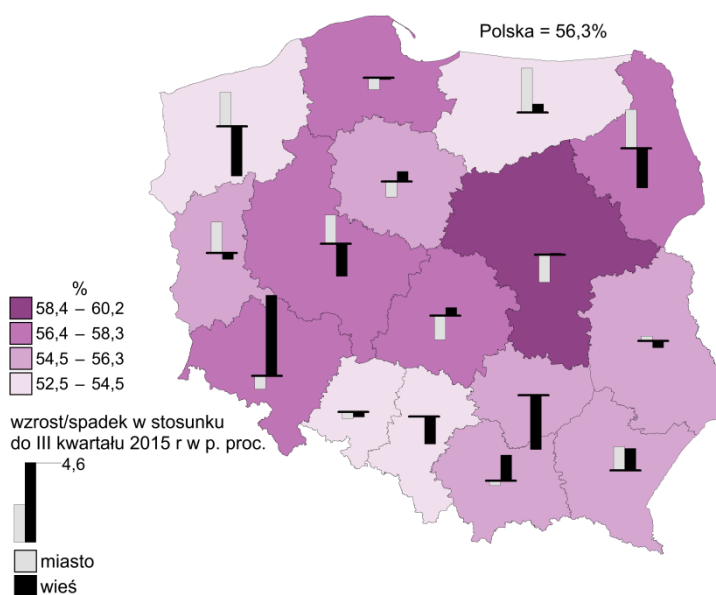 Polska = 56,3%
%
58,4 – 60,2
56,4 – 58,3
54,5 – 56,3
52,5 – 54,5
wzrost/spadek w stosunku
do III kwartału 2015 r w p. proc.
4,6
miasto
wieś